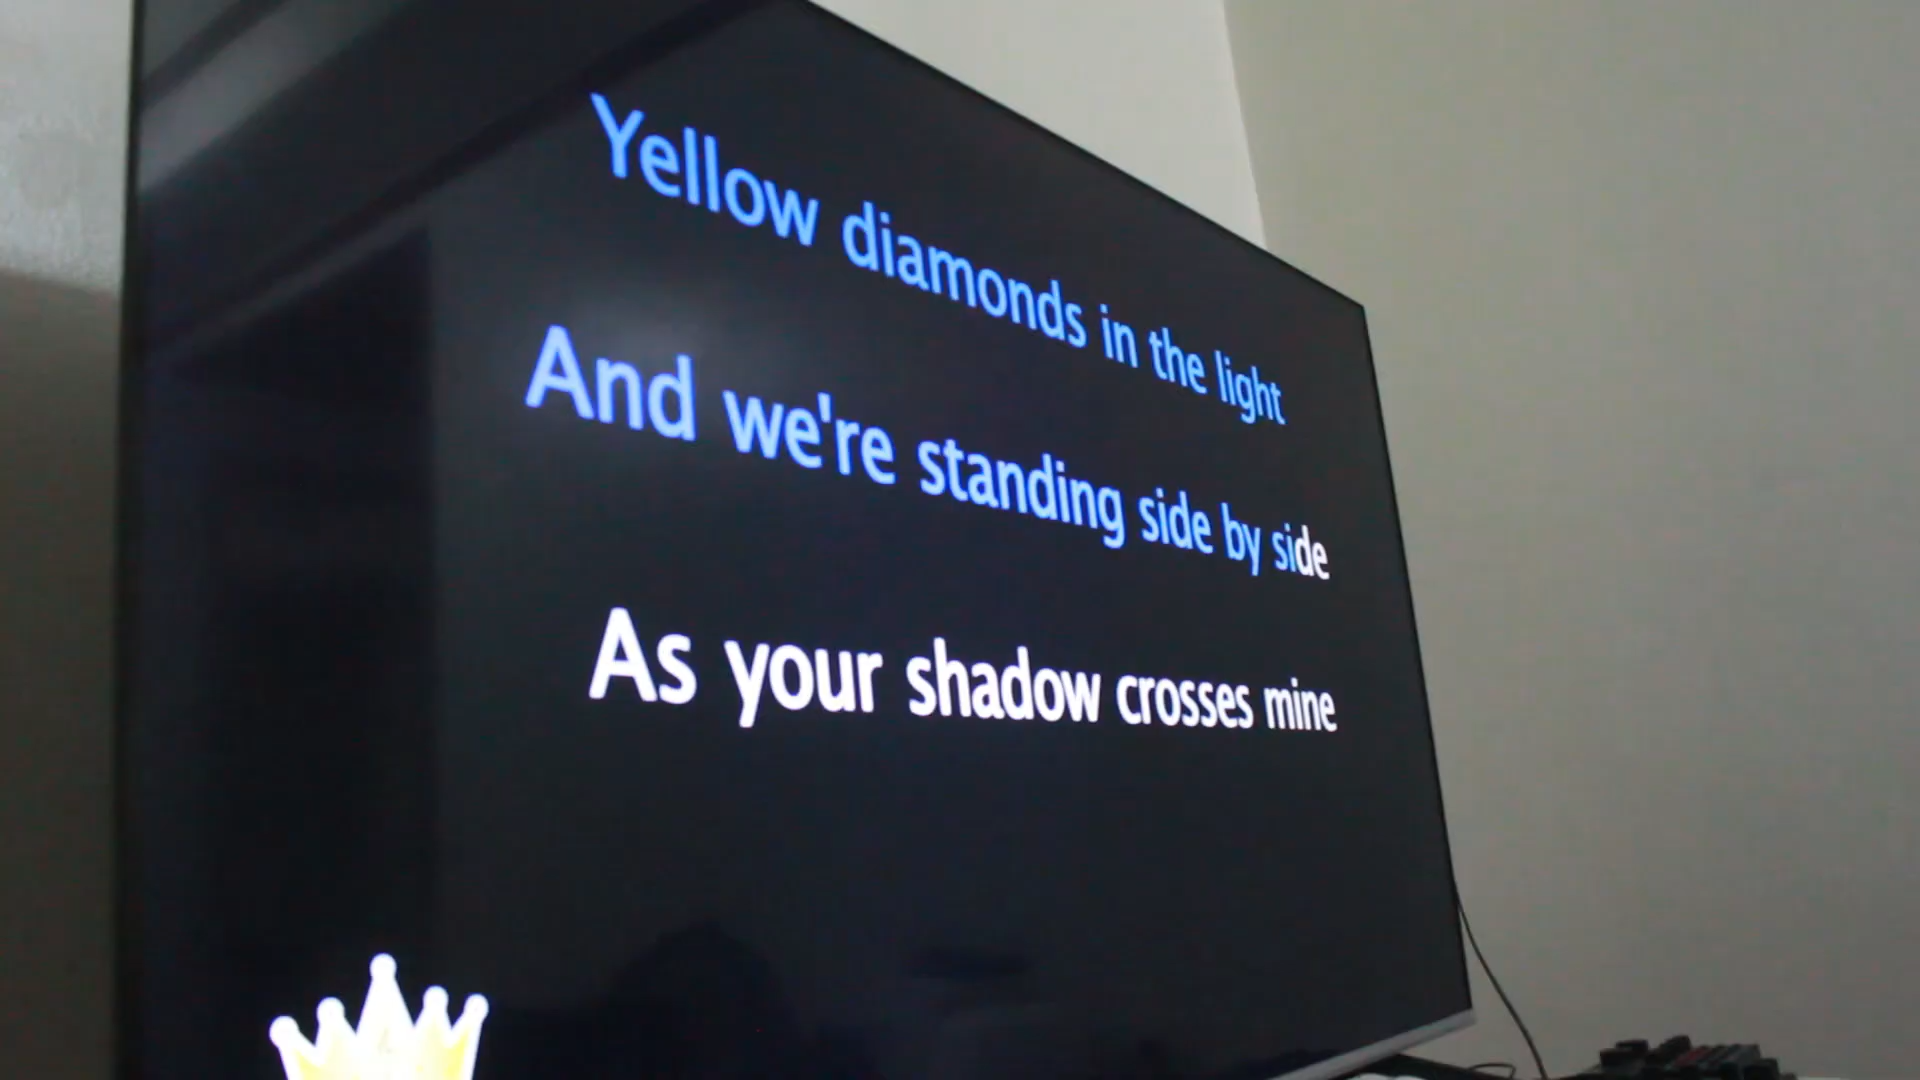 Yellow diamonds in the light
And we're standing side by side
As your shadow crosses mine